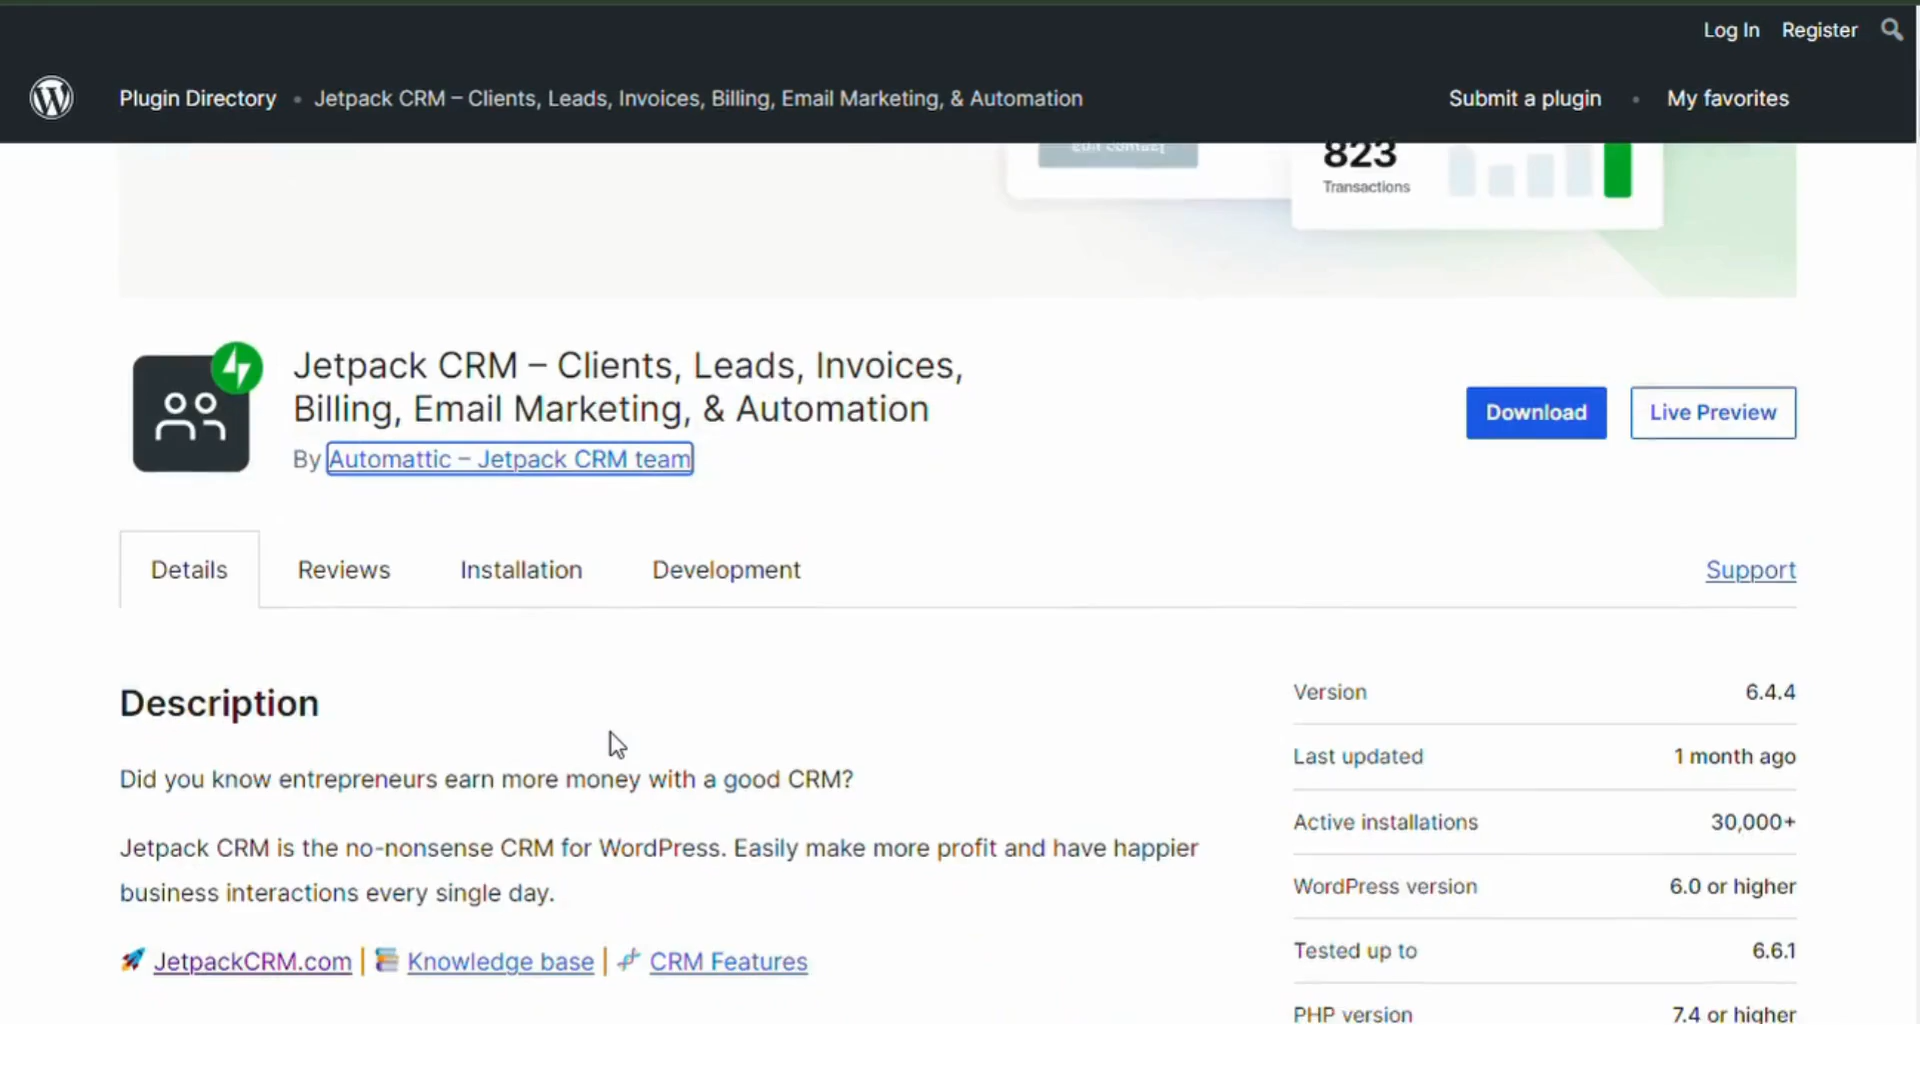 Log In Register
Plugin Directory • Jetpack CRM – Clients, Leads, Invoices, Billing, Email Marketing, & Automation Submit a plugin • My favorites
Edit contact
823
Transactions
Jetpack CRM – Clients, Leads, Invoices,
Billing, Email Marketing, & Automation
By Automattic – Jetpack CRM team
Download Live Preview
Details Reviews Installation Development Support
Description
Did you know entrepreneurs earn more money with a good CRM?
Jetpack CRM is the no-nonsense CRM for WordPress. Easily make more profit and have happier
business interactions every single day.
🚀 JetpackCRM.com | 📚 Knowledge base | 🧬 CRM Features
Version 6.4.4
Last updated 1 month ago
Active installations 30,000+
WordPress version 6.0 or higher
Tested up to 6.6.1
PHP version 7.4 or higher